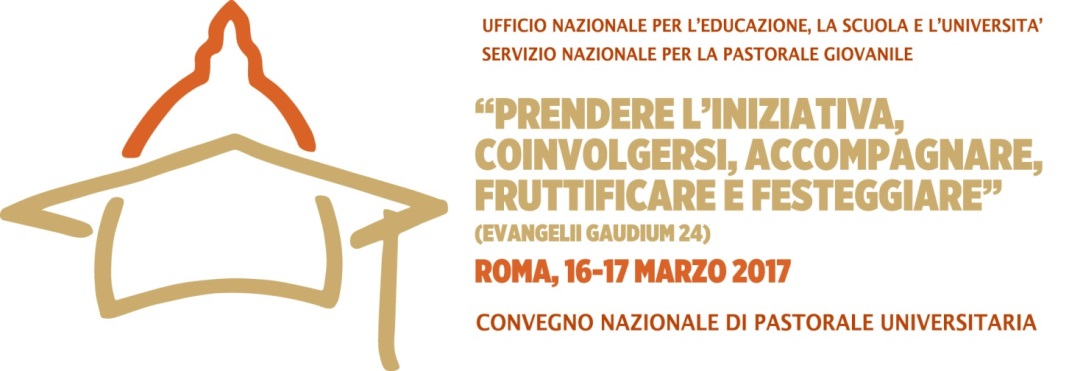 UFFICIO NAZIONALE PER L’EDUCAZIONE, LA SCUOLA E L’UNIVERSITA’
SERVIZIO NAZIONALE PER LA PASTORALE GIOVANILE
“PRENDERE L’INIZIATIVA,
COINVOLGERSI, ACCOMPAGNARE,
FRUTTIFICARE E FESTEGGIARE”
(EVANGELII GAUDIUM 24)
ROMA, 16-17 MARZO 2017
CONVEGNO NAZIONALE DI PASTORALE UNIVERSITARIA